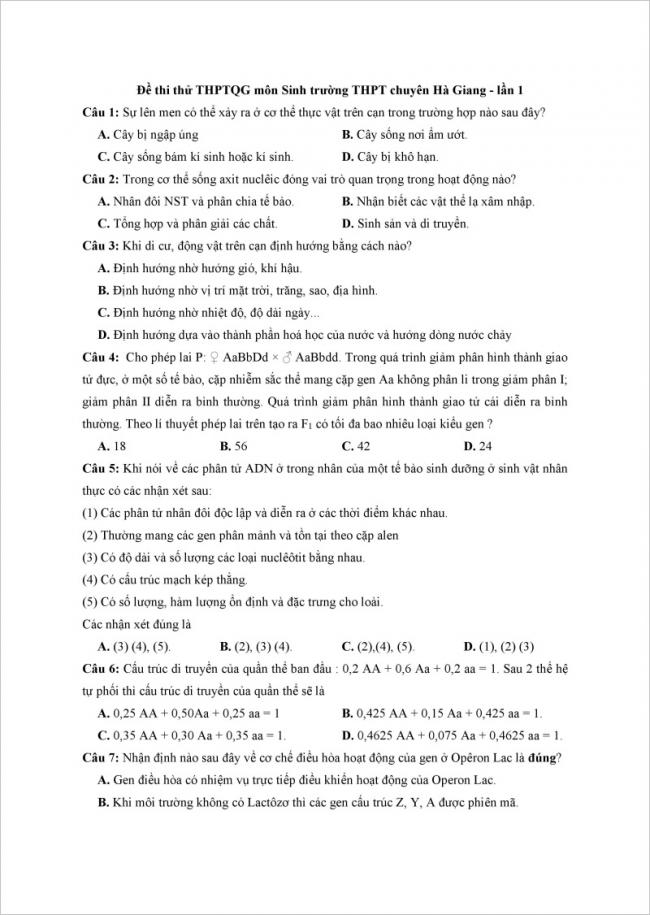 Đề thi thử THPTQG môn Sinh trường THPT chuyên Hà Giang - lần 1
Câu 1: Sự lên men có thể xảy ra ở cơ thể thực vật trên cạn trong trường hợp nào sau đây?
A. Cây bị ngập úng B. Cây sống nơi ẩm ướt.
C. Cây sống bám kí sinh hoặc kí sinh. D. Cây bị khô hạn.
Câu 2: Trong cơ thể sống axit nuclêic đóng vai trò quan trọng trong hoạt động nào?
A. Nhân đôi NST và phân chia tế bào. B. Nhận biết các vật thể lạ xâm nhập.
C. Tổng hợp và phân giải các chất. D. Sinh sản và di truyền.
Câu 3: Khi di cư, động vật trên cạn định hướng bằng cách nào?
A. Định hướng nhờ hướng gió, khí hậu.
B. Định hướng nhờ vị trí mặt trời, trăng, sao, địa hình.
C. Định hướng nhờ nhiệt độ, độ dài ngày...
D. Định hướng dựa vào thành phần hoá học của nước và hướng dòng nước chảy
Câu 4: Cho phép lai P: ♀ AaBbDd × ♂ AaBbdd. Trong quá trình giảm phân hình thành giao
tử đực, ở một số tế bào, cặp nhiễm sắc thể mang cặp gen Aa không phân li trong giảm phân I;
giảm phân II diễn ra bình thường. Quá trình giảm phân hình thành giao tử cái diễn ra bình
thường. Theo lí thuyết phép lai trên tạo ra F₁ có tối đa bao nhiêu loại kiểu gen ?
A. 18 B. 56 C. 42 D. 24
Câu 5: Khi nói về các phân tử ADN ở trong nhân của một tế bào sinh dưỡng ở sinh vật nhân
thực có các nhận xét sau:
(1) Các phân tử nhân đôi độc lập và diễn ra ở các thời điểm khác nhau.
(2) Thường mang các gen phân mảnh và tồn tại theo cặp alen
(3) Có độ dài và số lượng các loại nuclêôtit bằng nhau.
(4) Có cấu trúc mạch kép thẳng.
(5) Có số lượng, hàm lượng ổn định và đặc trưng cho loài.
Các nhận xét đúng là
A. (3) (4), (5). B. (2), (3) (4). C. (2),(4), (5). D. (1), (2) (3)
Câu 6: Cấu trúc di truyền của quần thể ban đầu : 0,2 AA + 0,6 Aa + 0,2 aa = 1. Sau 2 thế hệ
tự phối thì cấu trúc di truyền của quần thể sẽ là
A. 0,25 AA + 0,50Aa + 0,25 aa = 1 B. 0,425 AA + 0,15 Aa + 0,425 aa = 1.
C. 0,35 AA + 0,30 Aa + 0,35 aa = 1. D. 0,4625 AA + 0,075 Aa + 0,4625 aa = 1.
Câu 7: Nhận định nào sau đây về cơ chế điều hòa hoạt động của gen ở Opêron Lac là đúng?
A. Gen điều hòa có nhiệm vụ trực tiếp điều khiển hoạt động của Operon Lac.
B. Khi môi trường không có Lactôzơ thì các gen cấu trúc Z, Y, A được phiên mã.